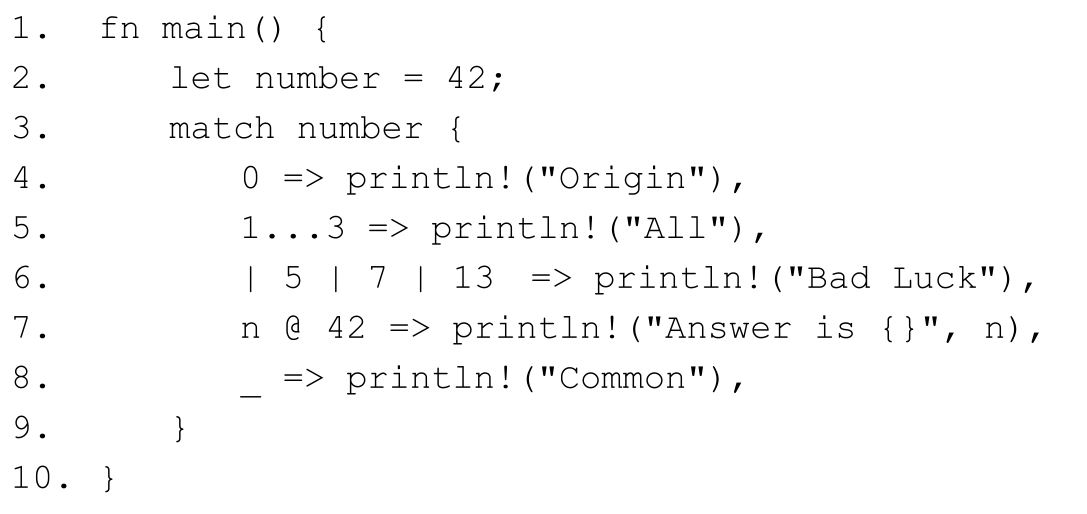 1. fn main() {
2. let number = 42;
3. match number {
4. 0 => println!("Origin"),
5. 1...3 => println!("All"),
6. | 5 | 7 | 13  => println!("Bad Luck"),
7. n @ 42 => println!("Answer is {}", n),
8. _ => println!("Common"),
9. }
10. }